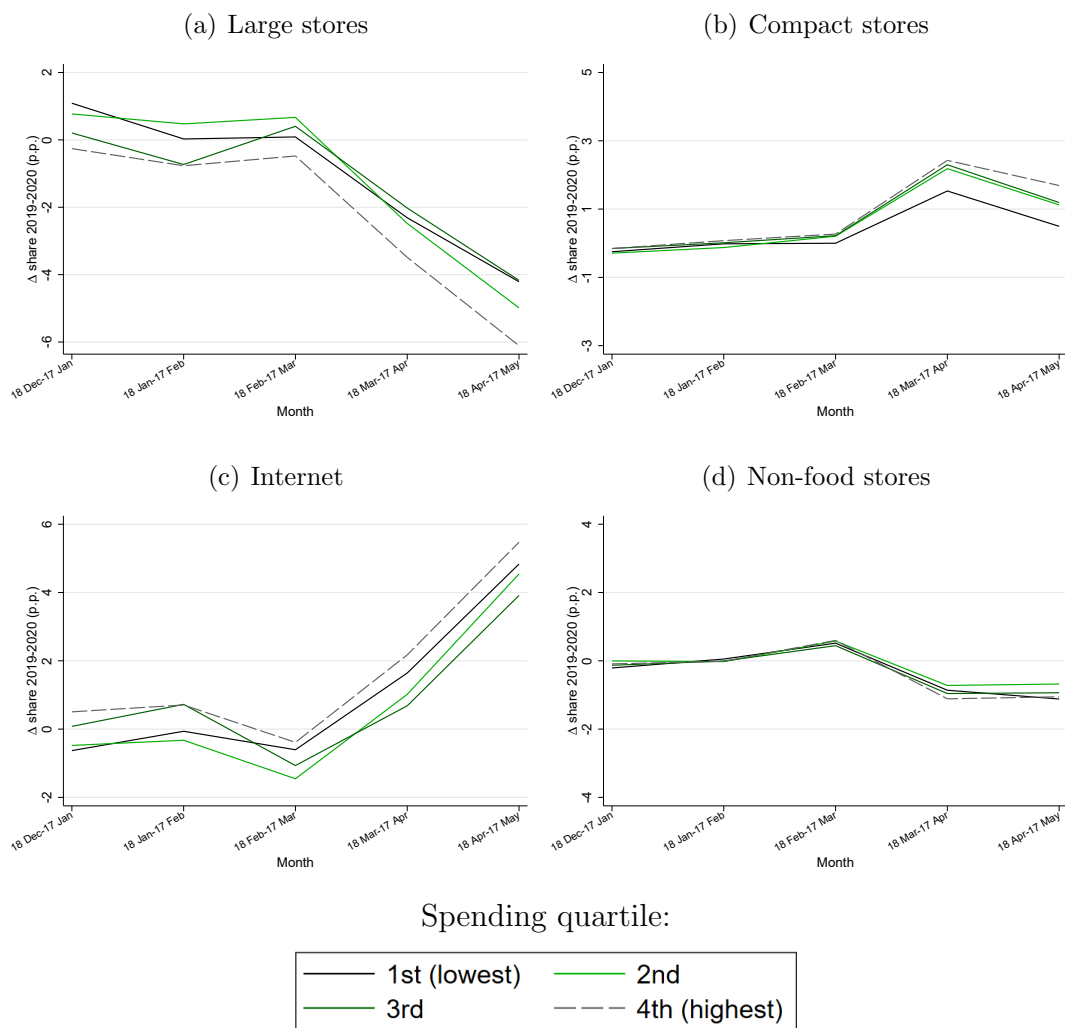 (a) Large stores
Δ share 2019-2020 (p.p.)
2
0
-2
-4
-6
18 Dec-17 Jan
18 Jan-17 Feb
18 Feb-17 Mar
18 Mar-17 Apr
18 Apr-17 May
Month
(b) Compact stores
Δ share 2019-2020 (p.p.)
5
3
1
-1
-3
18 Dec-17 Jan
18 Jan-17 Feb
18 Feb-17 Mar
18 Mar-17 Apr
18 Apr-17 May
Month
(c) Internet
Δ share 2019-2020 (p.p.)
6
4
2
0
-2
18 Dec-17 Jan
18 Jan-17 Feb
18 Feb-17 Mar
18 Mar-17 Apr
18 Apr-17 May
Month
(d) Non-food stores
Δ share 2019-2020 (p.p.)
4
2
0
-2
-4
18 Dec-17 Jan
18 Jan-17 Feb
18 Feb-17 Mar
18 Mar-17 Apr
18 Apr-17 May
Month
Spending quartile:
1st (lowest)
2nd
3rd
4th (highest)